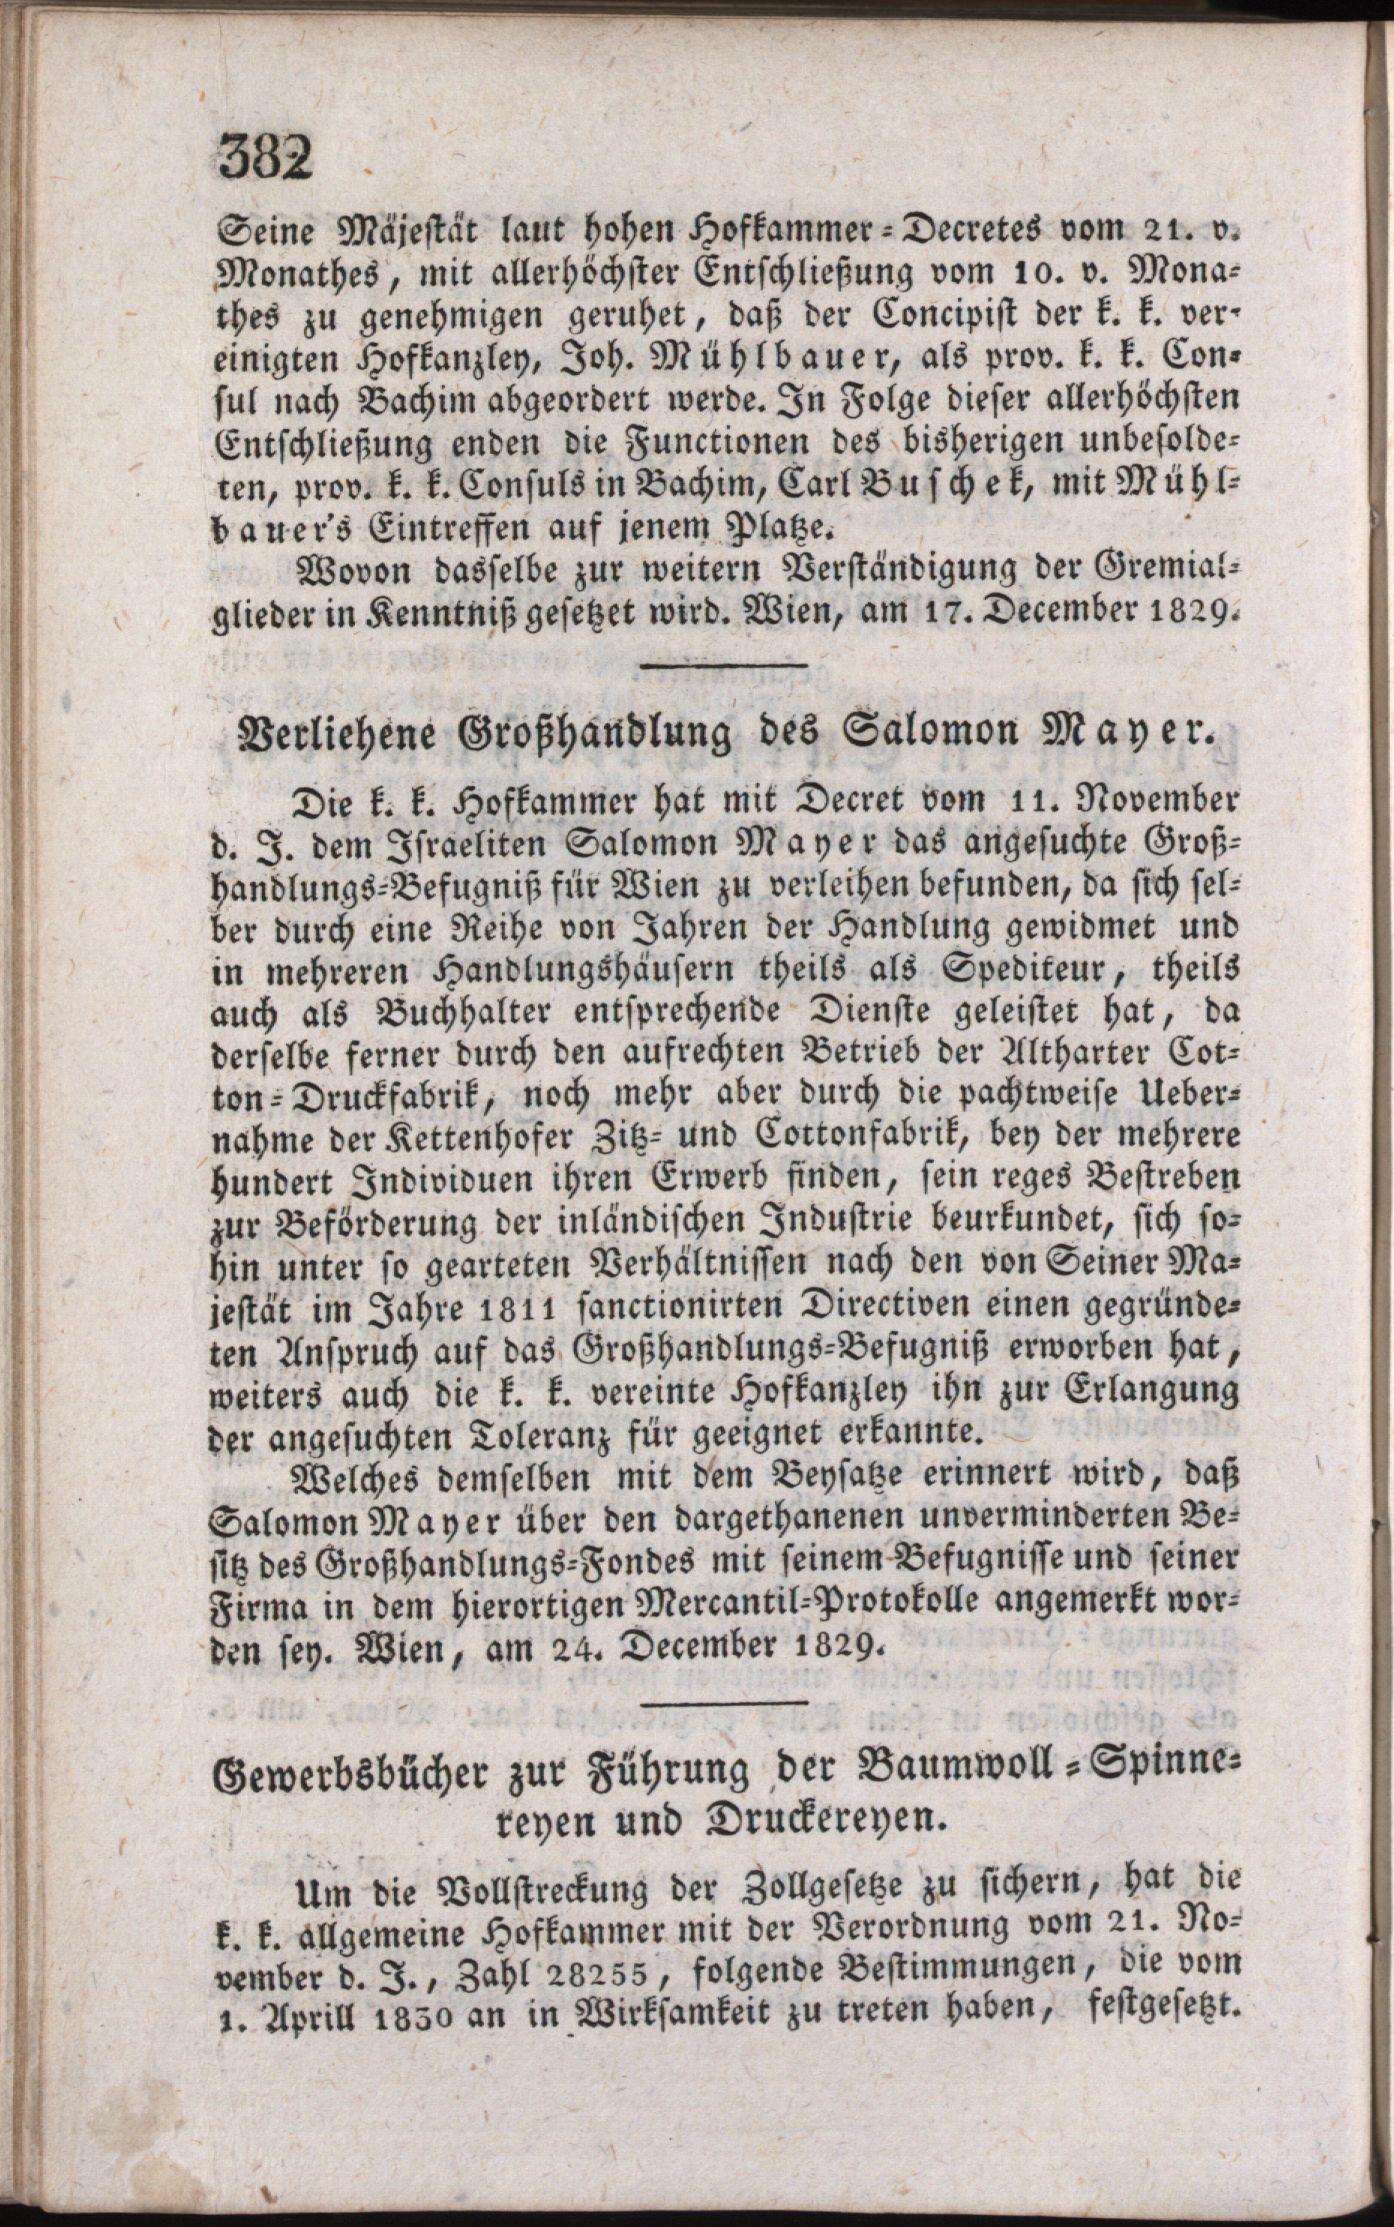 382
Seine Mäjestät laut hohen Hofkammer-Decretes vom 21. v.
Monathes, mit allerhöchster Entschließung vom 10. v. Mona-
thes zu genehmigen geruhet, daß der Concipist der k. k. ver-
einigten Hofkanzley, Joh. Mühlbauer, als prov. k. k. Con-
sul nach Bachim abgeordert werde. In Folge dieser allerhöchsten
Entschließung enden die Functionen des bisherigen unbesolde-
ten, prov. k. k. Consuls in Bachim, Carl Buschek, mit Mühl-
bauer's Eintreffen auf jenem Platze.
Wovon dasselbe zur weitern Verständigung der Gremial-
glieder in Kenntniß gesetzet wird. Wien, am 17. December 1829.
Verliehene Großhandlung des Salomon Mayer.
Die k. k. Hofkammer hat mit Decret vom 11. November
d. J. dem Israeliten Salomon Mayer das angesuchte Groß-
handlungs-Befugniß für Wien zu verleihen befunden, da sich sel-
ber durch eine Reihe von Jahren der Handlung gewidmet und
in mehreren Handlungshäusern theils als Spediteur, theils
auch als Buchhalter entsprechende Dienste geleistet hat, da
derselbe ferner durch den aufrechten Betrieb der Altharter Cot-
ton-Druckfabrik, noch mehr aber durch die pachtweise Ueber-
nahme der Kettenhofer Zitz- und Cottonfabrik, bey der mehrere
hundert Individuen ihren Erwerb finden, sein reges Bestreben
zur Beförderung der inländischen Industrie beurkundet, sich so-
hin unter so gearteten Verhältnissen nach den von Seiner Ma-
jestät im Jahre 1811 sanctionirten Directiven einen gegründe-
ten Anspruch auf das Großhandlungs-Befugniß erworben hat,
weiters auch die k. k. vereinte Hofkanzley ihn zur Erlangung
der angesuchten Toleranz für geeignet erkannte.
Welches demselben mit dem Beysatze erinnert wird, daß
Salomon Mayer über den dargethanenen unverminderten Be-
sitz des Großhandlungs-Fondes mit seinem Befugnisse und seiner
Firma in dem hierortigen Mercantil-Protokolle angemerkt wor-
den sey. Wien, am 24. December 1829.
Gewerbsbücher zur Führung der Baumwoll-Spinne-
reyen und Druckereyen.
Um die Vollstreckung der Zollgesetze zu sichern, hat die
k. k. allgemeine Hofkammer mit der Verordnung vom 21. No-
vember d. J., Zahl 28255, folgende Bestimmungen, die vom
1. Aprill 1830 an in Wirksamkeit zu treten haben, festgesetzt.